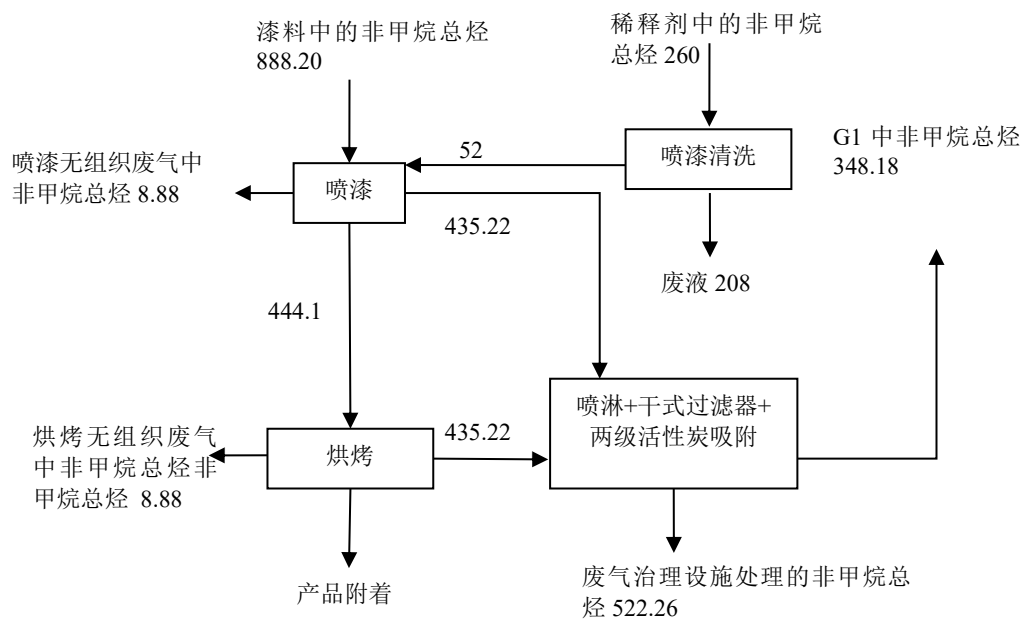 漆料中的非甲烷总烃
888.20
稀释剂中的非甲烷
总烃 260
G1 中非甲烷总烃
348.18
喷漆无组织废气中
非甲烷总烃 8.88
喷漆
52
喷漆清洗
435.22
废液 208
444.1
喷淋+干式过滤器+
两级活性炭吸附
烘烤无组织废气
中非甲烷总烃非
甲烷总烃 8.88
烘烤
435.22
产品附着
废气治理设施处理的非甲烷总
烃 522.26